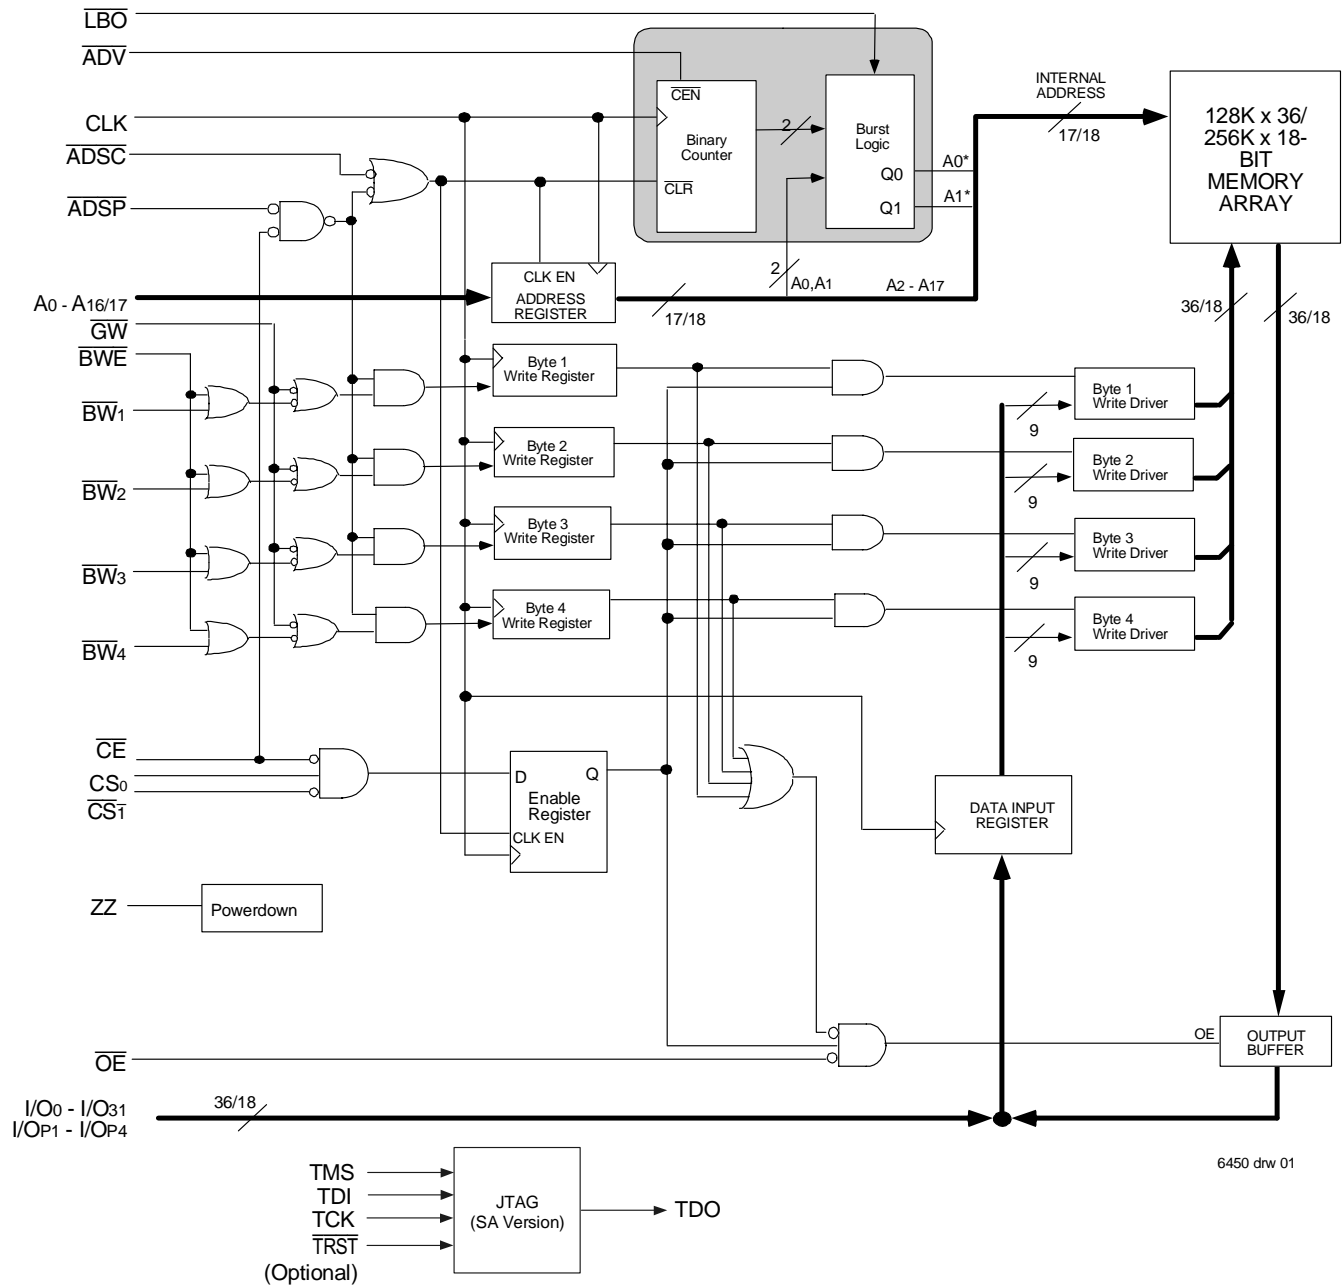 LBO
ADV
CLK
ADSC
ADSP
CEN
Binary
Counter
CLR
2
Burst
Logic
Q0
Q1
A0*
A1*
INTERNAL
ADDRESS
17/18
128K x 36/
256K x 18-
BIT
MEMORY
ARRAY
A0 - A16/17
CLK EN
ADDRESS
REGISTER
17/18
2
A0,A1
A2 - A17
36/18
36/18
GW
BWE
BW1
BW2
BW3
BW4
Byte 1
Write Register
Byte 2
Write Register
Byte 3
Write Register
Byte 4
Write Register
9
Byte 1
Write Driver
9
Byte 2
Write Driver
9
Byte 3
Write Driver
9
Byte 4
Write Driver
CE
CS0
CS1
D
Q
Enable
Register
CLK EN
DATA INPUT
REGISTER
ZZ
Powerdown
OE
OE
OUTPUT
BUFFER
I/O0 - I/O31
I/OP1 - I/OP4
36/18
6450 drw 01
TMS
TDI
TCK
TRST
(Optional)
JTAG
(SA Version)
TDO